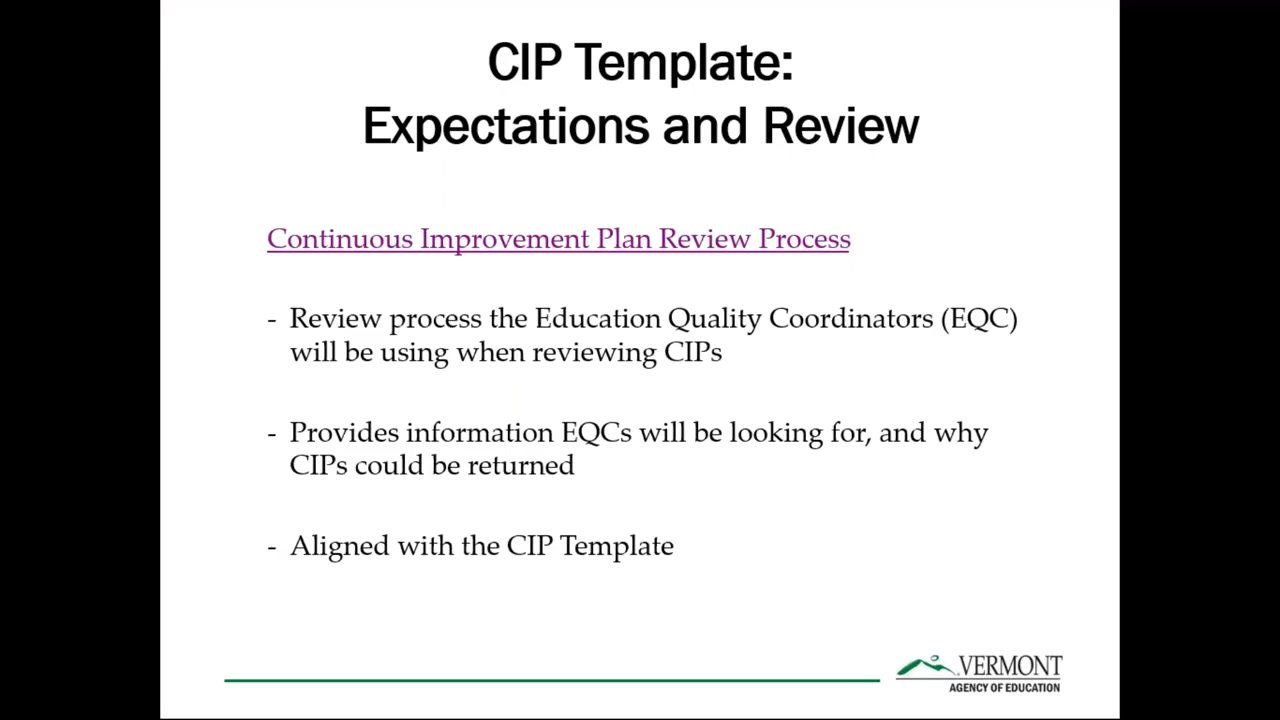 CIP Template:
Expectations and Review
Continuous Improvement Plan Review Process
- Review process the Education Quality Coordinators (EQC)
will be using when reviewing CIPs
- Provides information EQCs will be looking for, and why
CIPs could be returned
- Aligned with the CIP Template
VERMONT
AGENCY OF EDUCATION